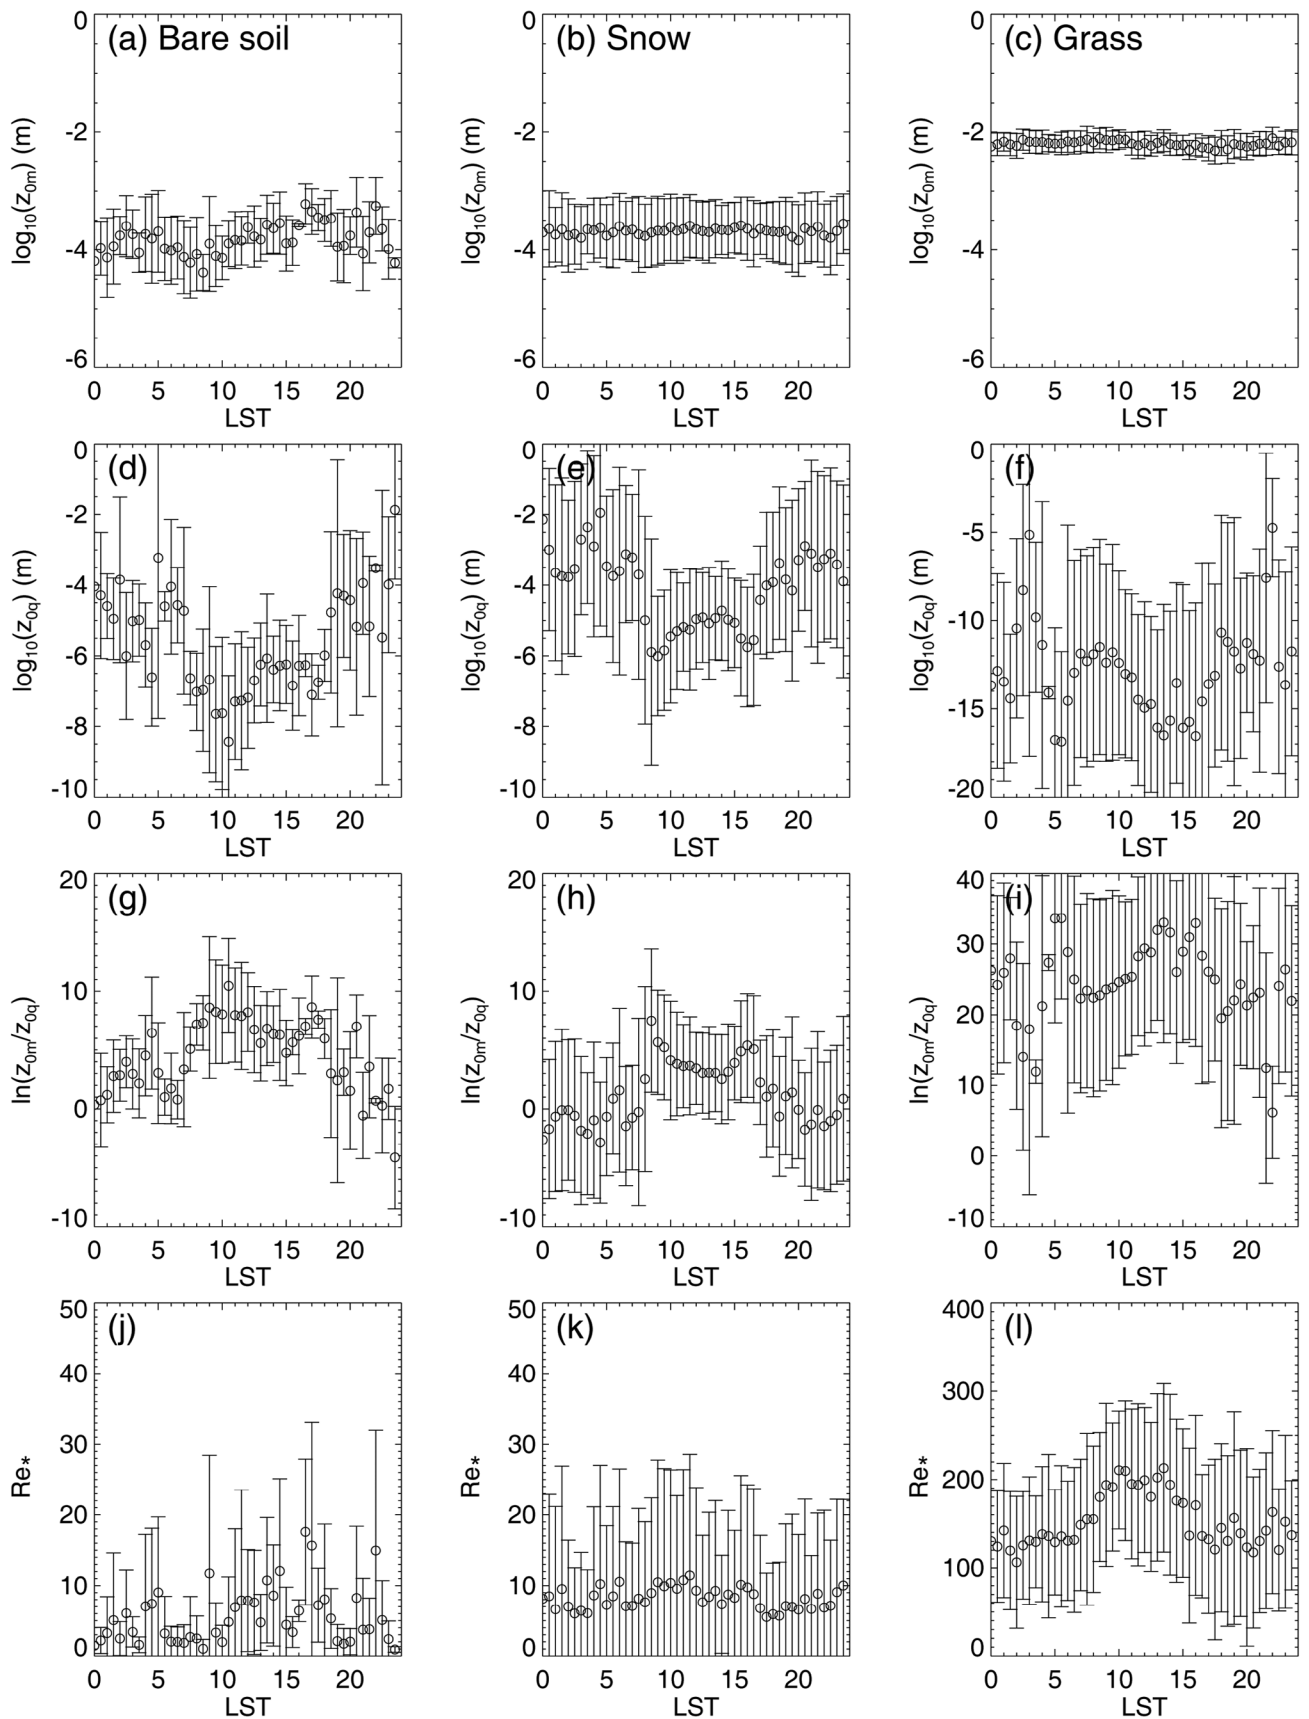 (a) Bare soil
0
-2
-4
-6
log10(z0m) (m)
0 5 10 15 20
LST
(b) Snow
0
-2
-4
-6
log10(z0m) (m)
0 5 10 15 20
LST
(c) Grass
0
-2
-4
-6
log10(z0m) (m)
0 5 10 15 20
LST
(d)
0
-2
-4
-6
-8
-10
log10(z0q) (m)
0 5 10 15 20
LST
(e)
0
-2
-4
-6
-8
-10
log10(z0q) (m)
0 5 10 15 20
LST
(f)
0
-5
-10
-15
-20
log10(z0q) (m)
0 5 10 15 20
LST
(g)
20
10
0
-10
ln(z0m/z0q)
0 5 10 15 20
LST
(h)
20
10
0
-10
ln(z0m/z0q)
0 5 10 15 20
LST
(i)
40
30
20
10
0
-10
ln(z0m/z0q)
0 5 10 15 20
LST
(j)
50
40
30
20
10
0
Re*
0 5 10 15 20
LST
(k)
50
40
30
20
10
0
Re*
0 5 10 15 20
LST
(l)
400
300
200
100
0
Re*
0 5 10 15 20
LST